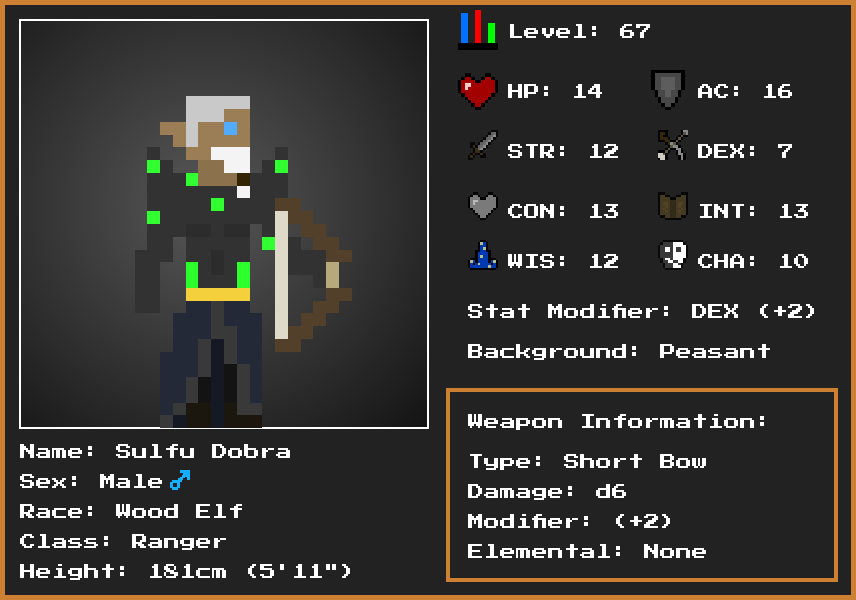 Level: 67
HP: 14 AC: 16
STR: 12 DEX: 7
CON: 13 INT: 13
WIS: 12 CHA: 10
Stat Modifier: DEX (+2)
Background: Peasant
Weapon Information:
Type: Short Bow
Damage: d6
Modifier: (+2)
Elemental: None
Name: Sulfu Dobra
Sex: Male♂
Race: Wood Elf
Class: Ranger
Height: 181cm (5'11")